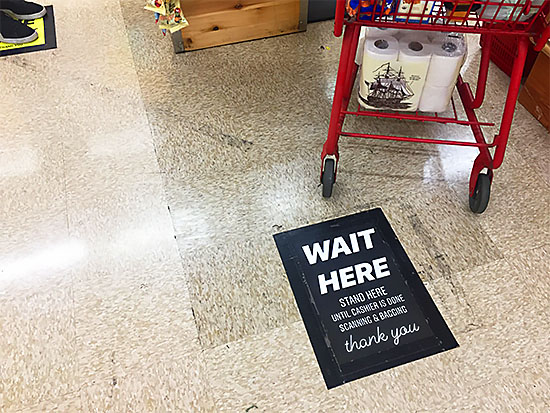 WAIT
HERE
STAND HERE
UNTIL CASHIER IS DONE
SCANNING & BAGGING
thank you